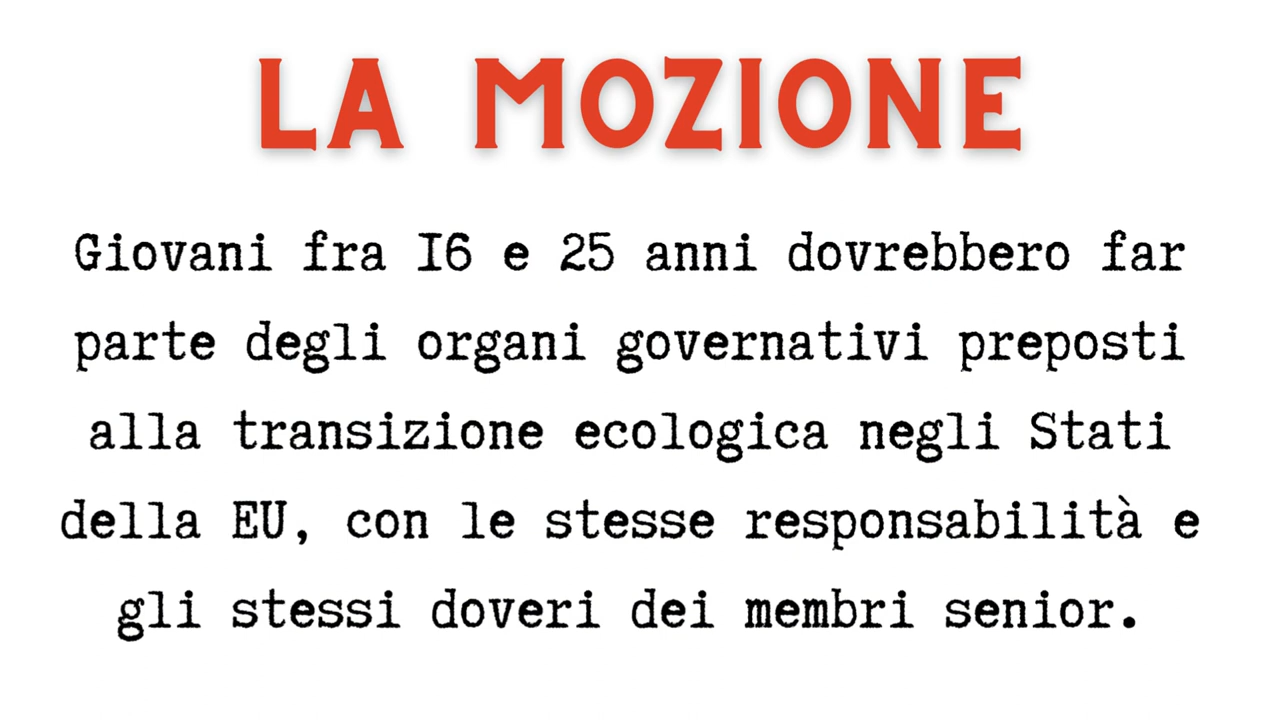 LA MOZIONE
Giovani fra 16 e 25 anni dovrebbero far
parte degli organi governativi preposti
alla transizione ecologica negli Stati
della EU, con le stesse responsabilità e
gli stessi doveri dei membri senior.